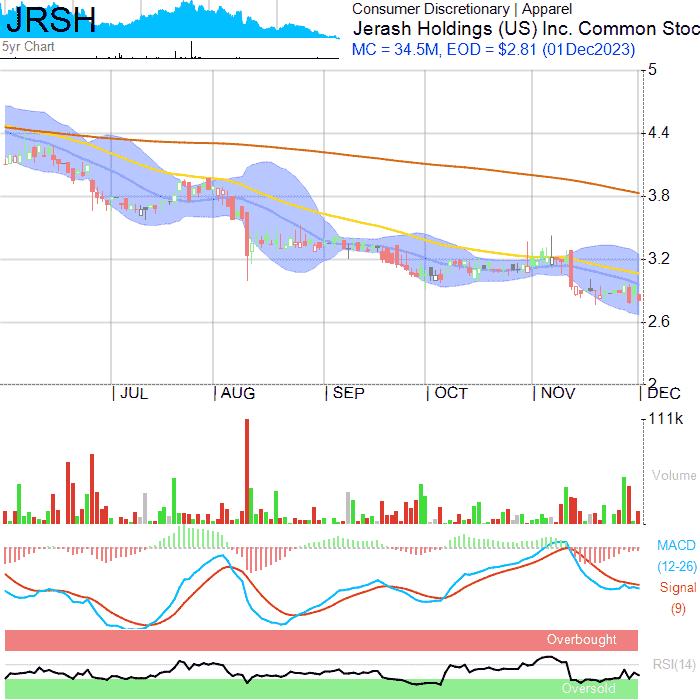 JRSH
5yr Chart
Consumer Discretionary | Apparel
Jerash Holdings (US) Inc. Common Stoc
MC = 34.5M, EOD = $2.81 (01Dec2023)
5
4.4
3.8
3.2
2.6
2
JUL
AUG
SEP
OCT
NOV
DEC
111k
Volume
MACD
(12-26)
Signal
(9)
Overbought
RSI(14)
Oversold